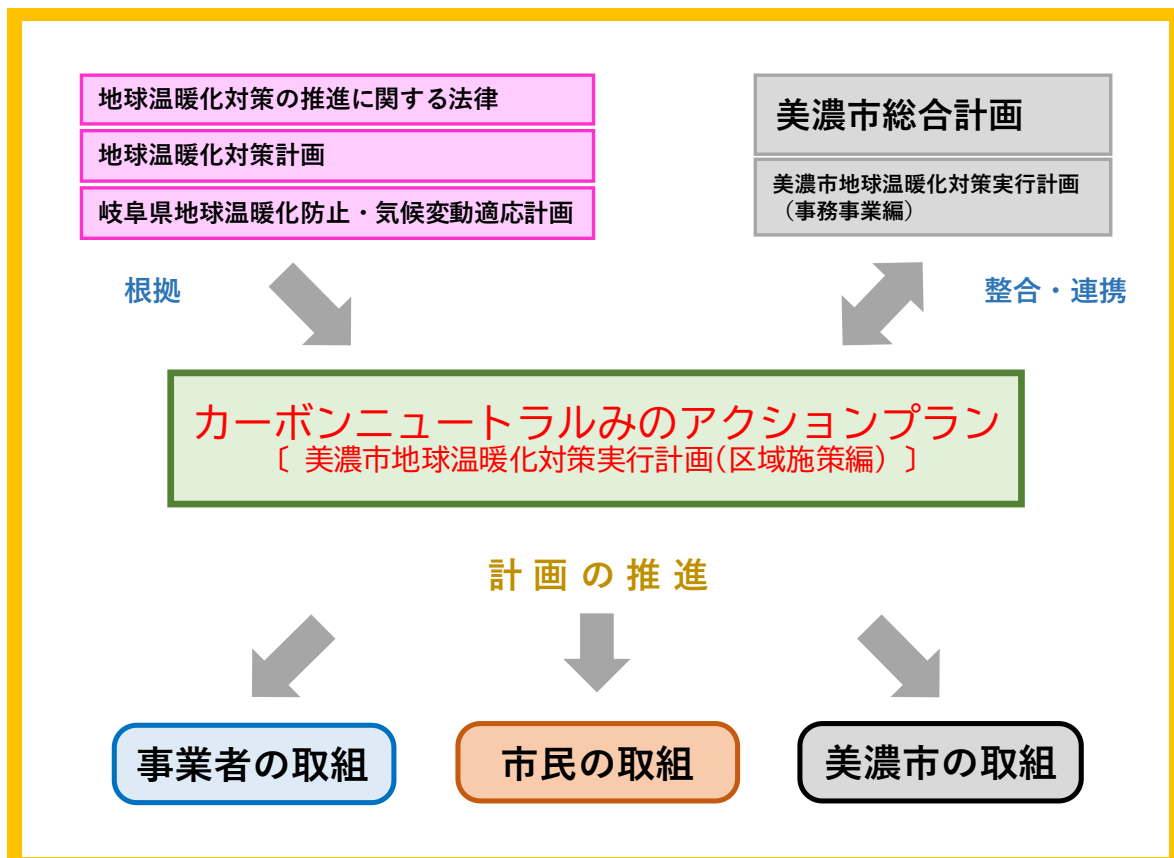 地球温暖化対策の推進に関する法律
地球温暖化対策計画
岐阜県地球温暖化防止・気候変動適応計画
美濃市総合計画
美濃市地球温暖化対策実行計画
（事務事業編）
根拠
整合・連携
カーボンニュートラルみのアクションプラン
〔 美濃市地球温暖化対策実行計画(区域施策編) 〕
計画の推進
事業者の取組
市民の取組
美濃市の取組